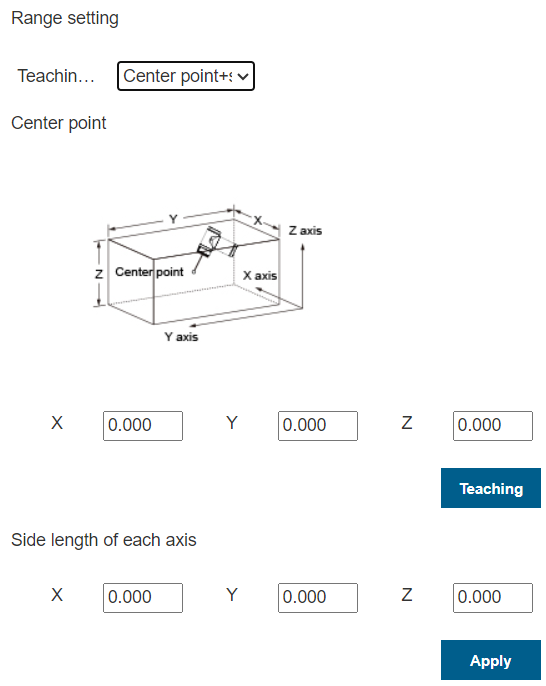 Range setting
Teachin… Center point+s
Center point
Y X Z axis
Z Center point X axis
Y axis
X 0.000 Y 0.000 Z 0.000
Teaching
Side length of each axis
X 0.000 Y 0.000 Z 0.000
Apply